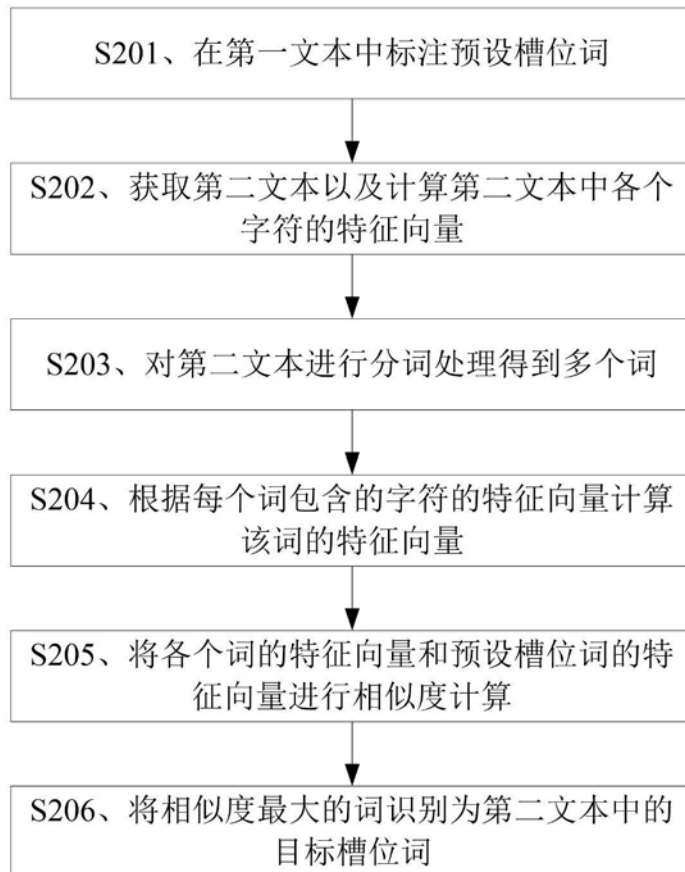 S201、在第一文本中标注预设槽位词
S202、获取第二文本以及计算第二文本中各个
字符的特征向量
S203、对第二文本进行分词处理得到多个词
S204、根据每个词包含的字符的特征向量计算
该词的特征向量
S205、将各个词的特征向量和预设槽位词的特
征向量进行相似度计算
S206、将相似度最大的词识别为第二文本中的
目标槽位词